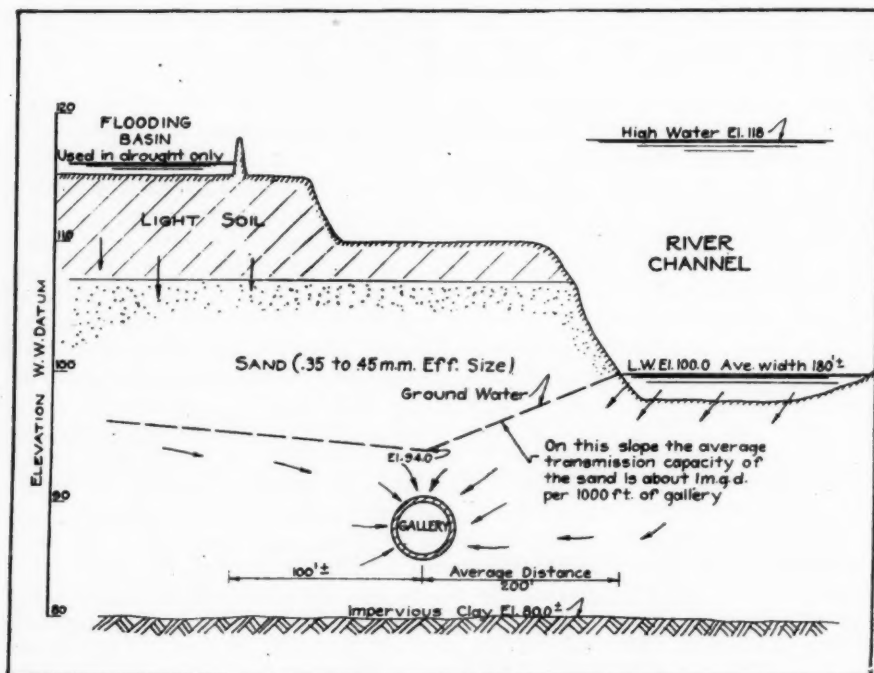 120
FLOODING
BASIN
Used in drought only
High Water El. 118
LIGHT SOIL
110
RIVER
CHANNEL
SAND (.35 to .45 m.m. Eff. Size)
100
L.W. El. 100.0 Ave. width 180'±
Ground Water
ELEVATION W.W. DATUM
El. 94.0
On this slope the average
transmission capacity of
the sand is about 1 m.g.d.
per 1000 ft. of gallery
90
GALLERY
100'±
Average Distance
200'
Impervious Clay El. 80.0±
80